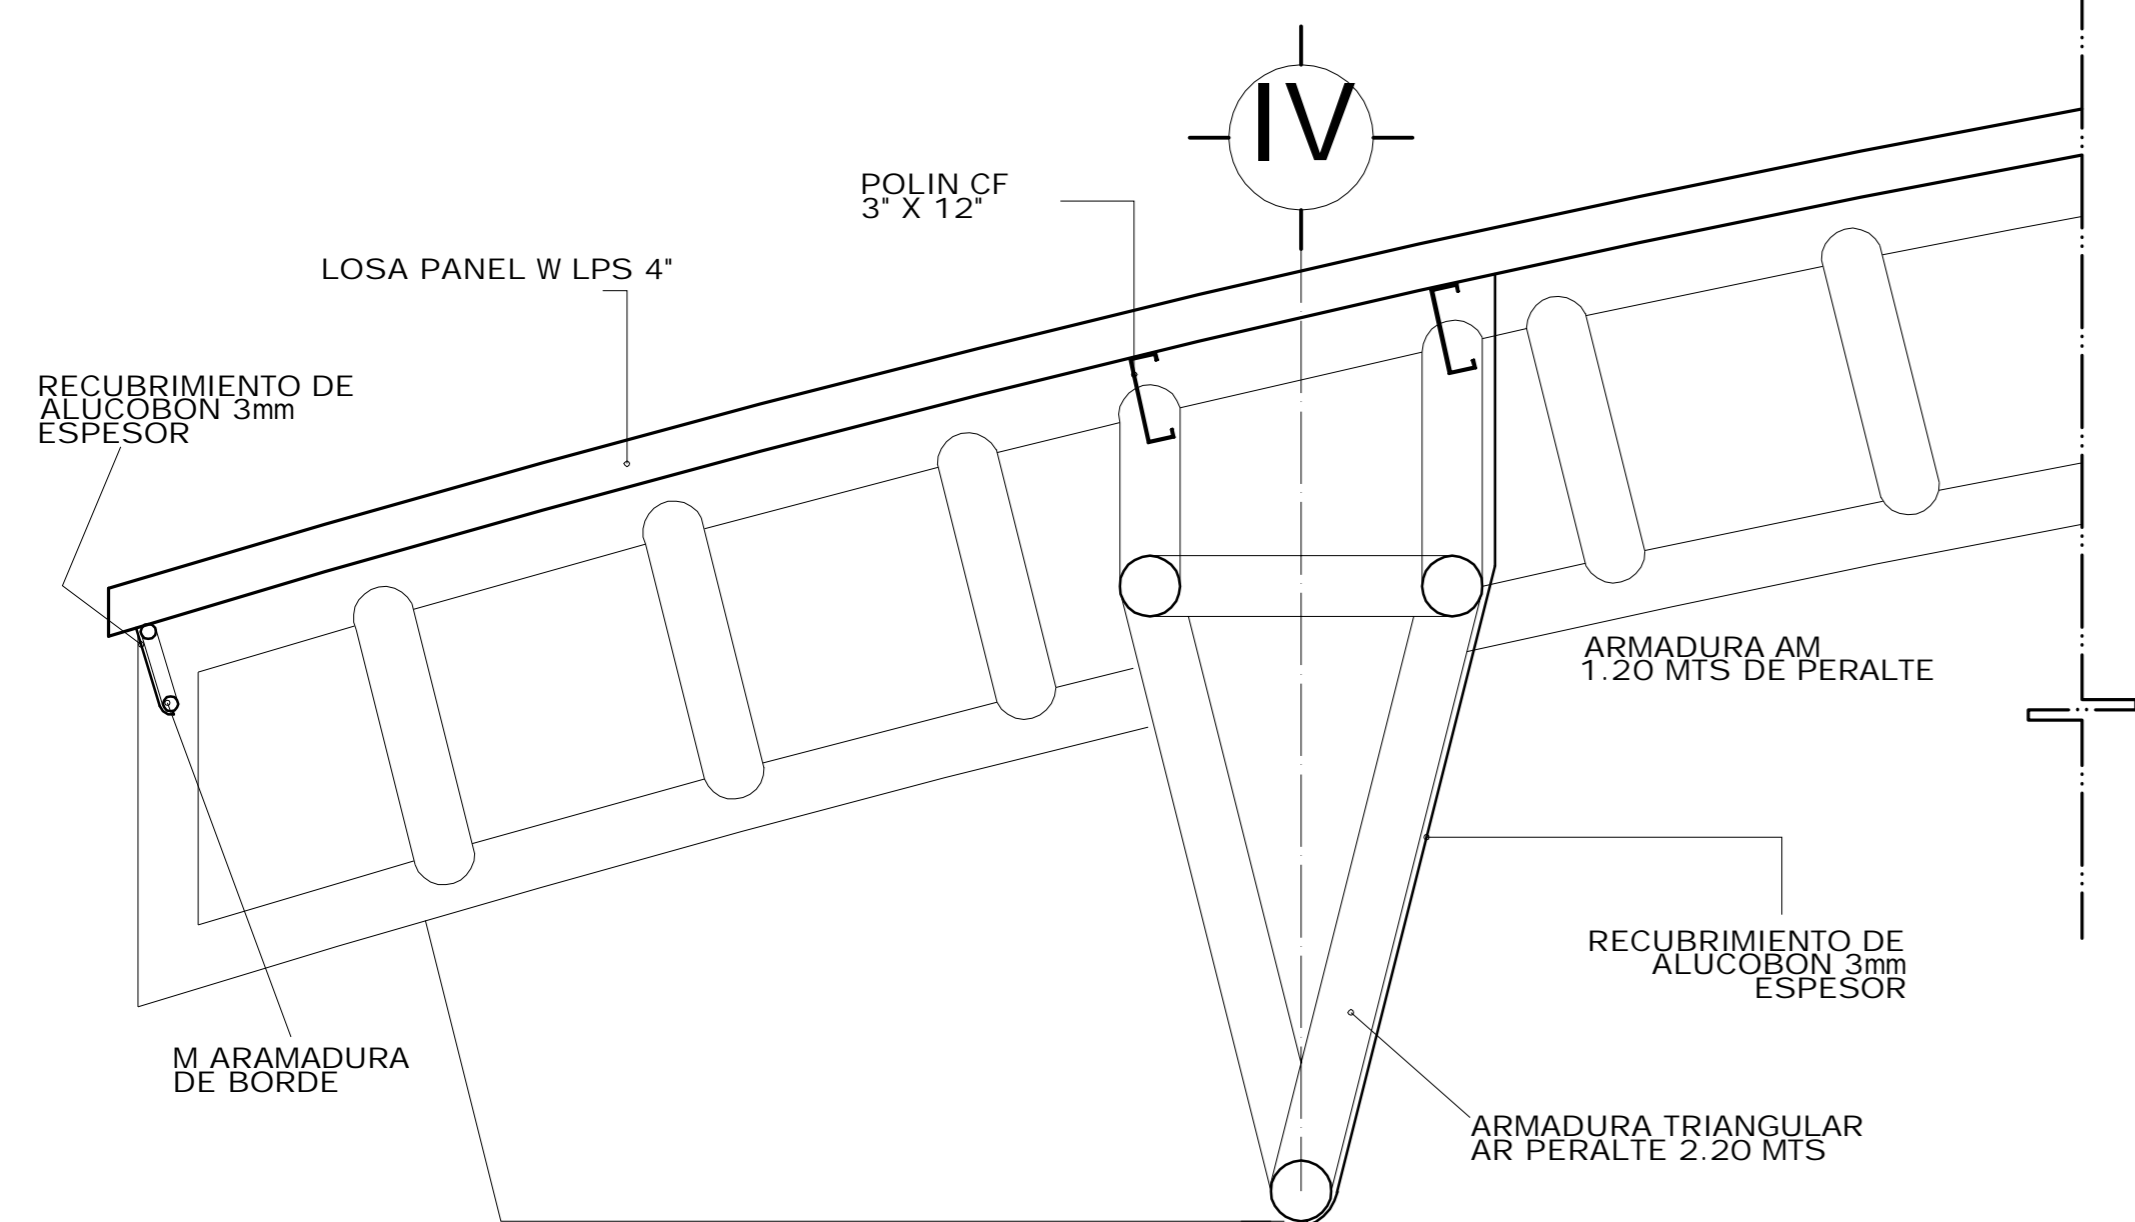 IV
POLIN CF
3" X 12"
LOSA PANEL W LPS 4"
RECUBRIMIENTO DE
ALUCOBON 3mm
ESPESOR
ARMADURA AM
1.20 MTS DE PERALTE
RECUBRIMIENTO DE
ALUCOBON 3mm
ESPESOR
M ARAMADURA
DE BORDE
ARMADURA TRIANGULAR
AR PERALTE 2.20 MTS